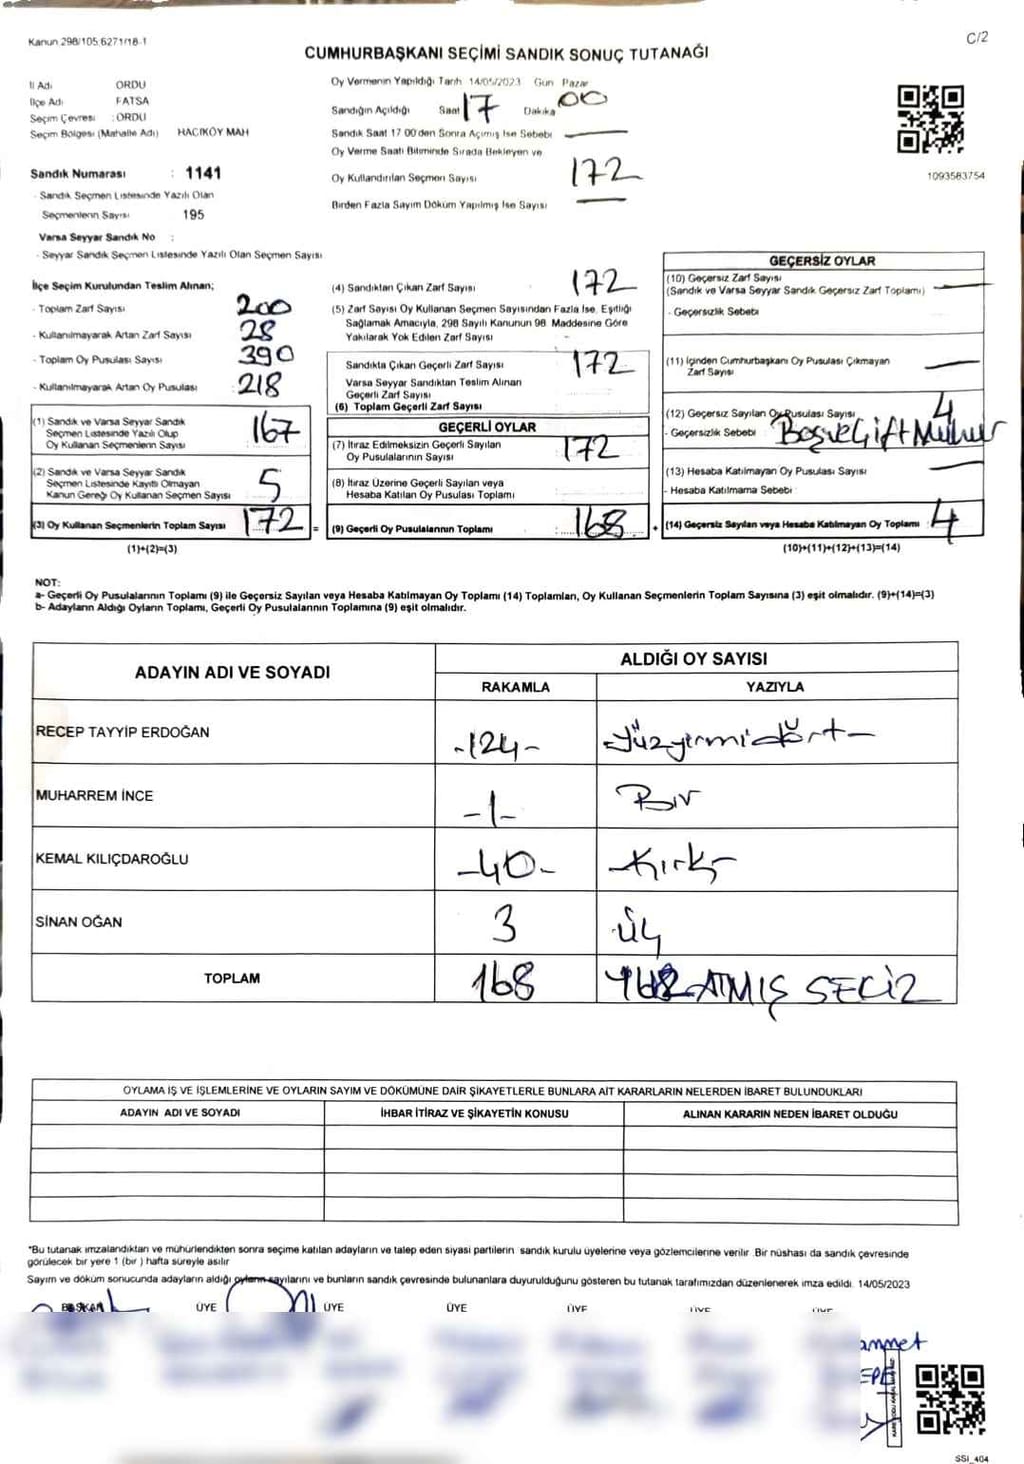 Kanun 298/105,6271/18-1
C/2
CUMHURBAŞKANI SEÇİMİ SANDIK SONUÇ TUTANAĞI
İl Adı ORDU
İlçe Adı FATSA
Seçim Çevresi : ORDU
Seçim Bölgesi (Mahalle Adı) HACIKÖY MAH
Sandık Numarası : 1141
- Sandık Seçmen Listesinde Yazılı Olan
Seçmenlerin Sayısı 195
Varsa Seyyar Sandık No :
- Seyyar Sandık Seçmen Listesinde Yazılı Olan Seçmen Sayısı
Oy Vermenin Yapıldığı Tarih 14/05/2023 Gün Pazar
Sandığın Açıldığı Saat 17 Dakika 00
Sandık Saat 17 00'den Sonra Açımış İse Sebebi
Oy Verme Saati Bitiminde Sırada Bekleyen ve
Oy Kullandırılan Seçmen Sayısı 172
Birden Fazla Sayım Döküm Yapılmış İse Sayısı
1093583754
İlçe Seçim Kurulundan Teslim Alınan;
- Toplam Zarf Sayısı 200
- Kullanılmayarak Artan Zarf Sayısı 28
- Toplam Oy Pusulası Sayısı 390
- Kullanılmayarak Artan Oy Pusulası 218
(1) Sandık ve Varsa Seyyar Sandık
Seçmen Listesinde Yazılı Olup
Oy Kullanan Seçmenlerin Sayısı 167
(2) Sandık ve Varsa Seyyar Sandık
Seçmen Listesinde Kayıtlı Olmayan
Kanun Gereği Oy Kullanan Seçmen Sayısı 5
(3) Oy Kullanan Seçmenlerin Toplam Sayısı 172 =
(1)+(2)=(3)
(4) Sandıktan Çıkan Zarf Sayısı 172
(5) Zarf Sayısı Oy Kullanan Seçmen Sayısından Fazla İse, Eşitliği
Sağlamak Amacıyla, 298 Sayılı Kanunun 98. Maddesine Göre
Yakılarak Yok Edilen Zarf Sayısı -
Sandıkta Çıkan Geçerli Zarf Sayısı 172
Varsa Seyyar Sandıktan Teslim Alınan
Geçerli Zarf Sayısı
(6) Toplam Geçerli Zarf Sayısı
GEÇERLİ OYLAR
(7) İtiraz Edilmeksizin Geçerli Sayılan
Oy Pusulalarının Sayısı 172
(8) İtiraz Üzerine Geçerli Sayılan veya
Hesaba Katılan Oy Pusulası Toplamı
(9) Geçerli Oy Pusulalarının Toplamı : 168 +
GEÇERSİZ OYLAR
(10) Geçersiz Zarf Sayısı
(Sandık ve Varsa Seyyar Sandık Geçersiz Zarf Toplamı)
- Geçersizlik Sebebi
(11) İçinden Cumhurbaşkanı Oy Pusulası Çıkmayan
Zarf Sayısı
(12) Geçersiz Sayılan Oy Pusulası Sayısı 4
- Geçersizlik Sebebi Boş ve Çift Mühür
(13) Hesaba Katılmayan Oy Pusulası Sayısı
- Hesaba Katılmama Sebebi
(14) Geçersiz Sayılan veya Hesaba Katılmayan Oy Toplamı 4
(10)+(11)+(12)+(13)=(14)
NOT:
a- Geçerli Oy Pusulalarının Toplamı (9) ile Geçersiz Sayılan veya Hesaba Katılmayan Oy Toplamı (14) Toplamları, Oy Kullanan Seçmenlerin Toplam Sayısına (3) eşit olmalıdır. (9)+(14)=(3)
b- Adayların Aldığı Oyların Toplamı, Geçerli Oy Pusulalarının Toplamına (9) eşit olmalıdır.
ADAYIN ADI VE SOYADI ALDIĞI OY SAYISI
RAKAMLA YAZIYLA
RECEP TAYYİP ERDOĞAN -124- Yüzyirmidört-
MUHARREM İNCE -1- Bir
KEMAL KILIÇDAROĞLU -40- -Kırk-
SİNAN OĞAN 3 Üç
TOPLAM 168 ATMIŞ SEKİZ
OYLAMA İŞ VE İŞLEMLERİNE VE OYLARIN SAYIM VE DÖKÜMÜNE DAİR ŞİKAYETLERLE BUNLARA AİT KARARLARIN NELERDEN İBARET BULUNDUKLARI
ADAYIN ADI VE SOYADI İHBAR İTİRAZ VE ŞİKAYETİN KONUSU ALINAN KARARIN NEDEN İBARET OLDUĞU
*Bu tutanak imzalandıktan ve mühürlendikten sonra seçime katılan adayların ve talep eden siyasi partilerin sandık kurulu üyelerine veya gözlemcilerine verilir. Bir nüshası da sandık çevresinde
görülecek bir yere 1 (bir) hafta süreyle asılır
Sayım ve döküm sonucunda adayların aldığı oyların sayılarını ve bunların sandık çevresinde bulunanlara duyurulduğunu gösteren bu tutanak tarafımızdan düzenlenerek imza edildi. 14/05/2023
BAŞKAN ÜYE ÜYE ÜYE ÜYE ÜYE ÜYE
ammet
EPE
SSI_404